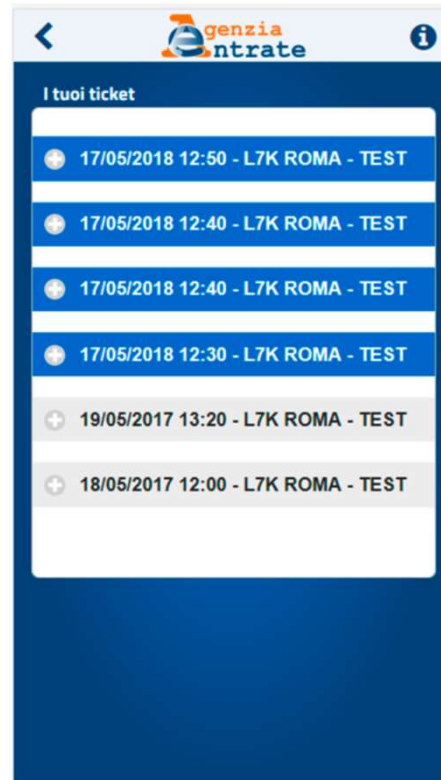 Agenzia
entrate
I tuoi ticket
17/05/2018 12:50 - L7K ROMA - TEST
17/05/2018 12:40 - L7K ROMA - TEST
17/05/2018 12:40 - L7K ROMA - TEST
17/05/2018 12:30 - L7K ROMA - TEST
19/05/2017 13:20 - L7K ROMA - TEST
18/05/2017 12:00 - L7K ROMA - TEST